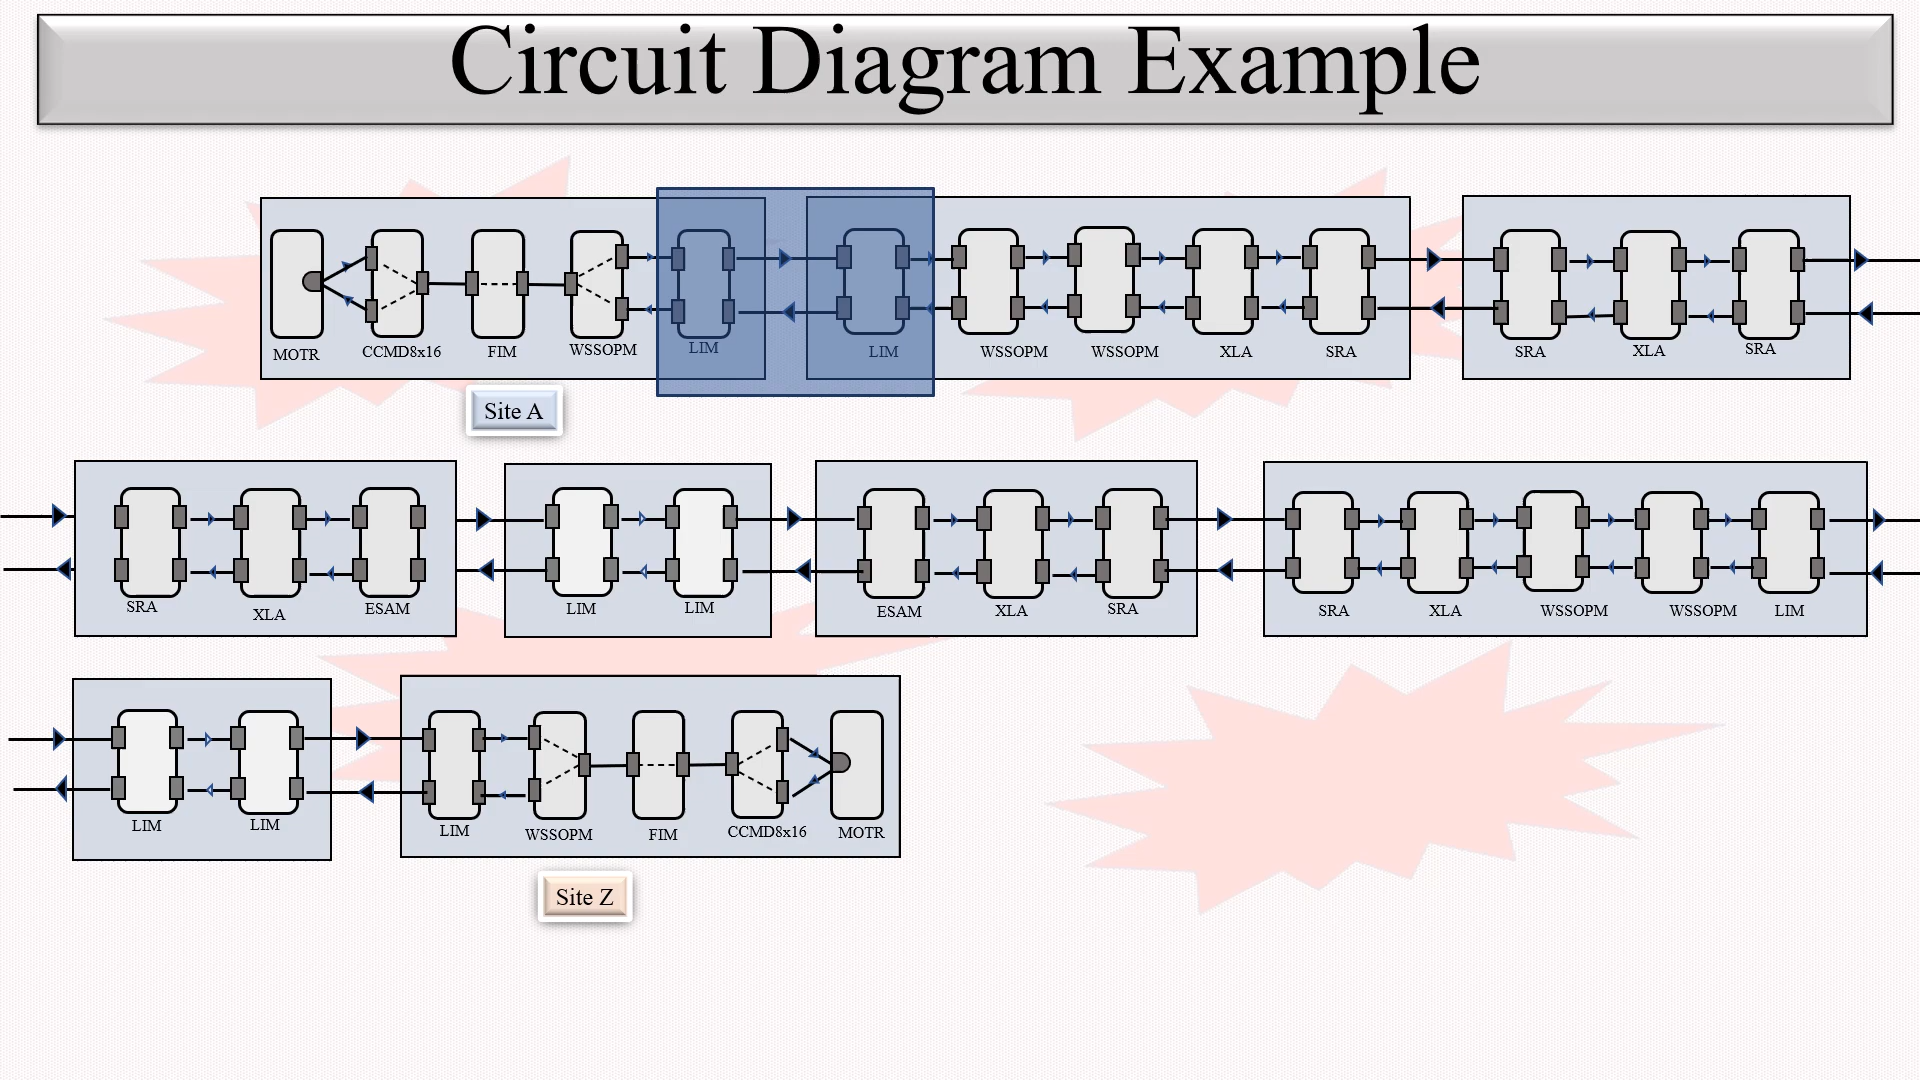 Circuit Diagram Example
MOTR CCMD8x16 FIM WSSOPM LIM LIM WSSOPM WSSOPM XLA SRA SRA XLA SRA
Site A
SRA XLA ESAM LIM LIM ESAM XLA SRA SRA XLA WSSOPM WSSOPM LIM
LIM LIM LIM WSSOPM FIM CCMD8x16 MOTR
Site Z